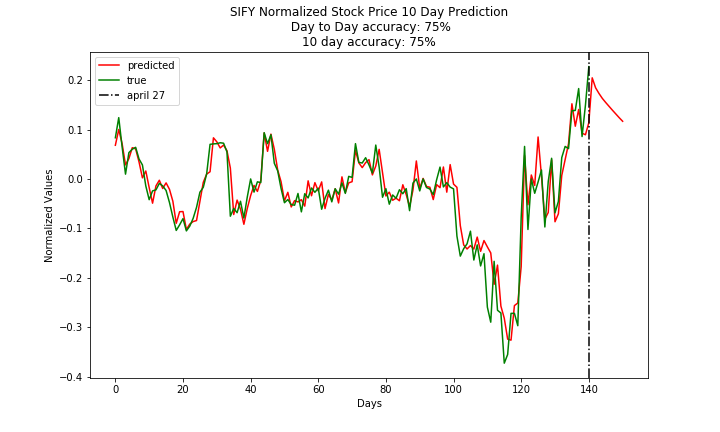 SIFY Normalized Stock Price 10 Day Prediction
Day to Day accuracy: 75%
10 day accuracy: 75%
predicted
true
april 27
Normalized Values
0.2
0.1
0.0
−0.1
−0.2
−0.3
−0.4
0 20 40 60 80 100 120 140
Days